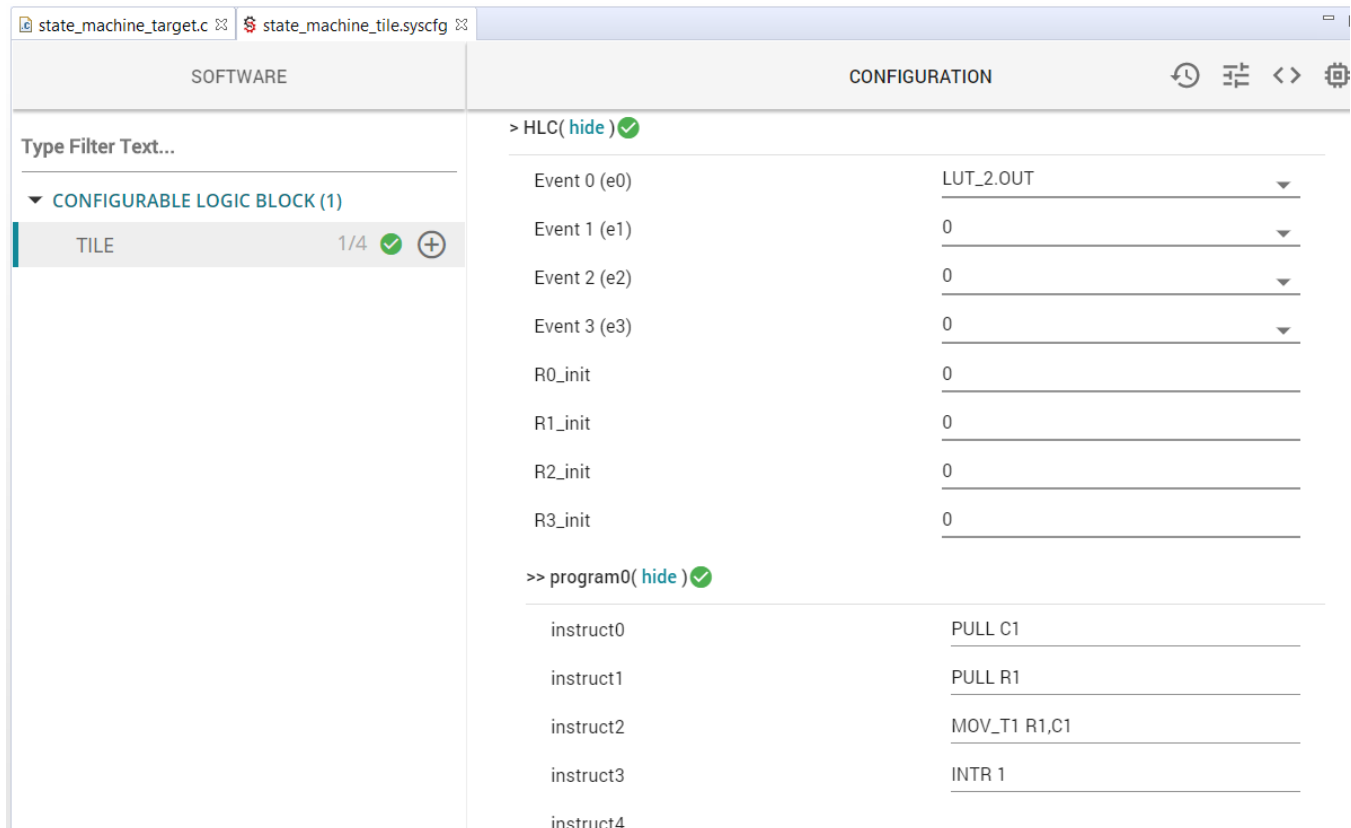 state_machine_target.c state_machine_tile.syscfg
SOFTWARE CONFIGURATION
Type Filter Text...
CONFIGURABLE LOGIC BLOCK (1)
TILE 1/4
> HLC( hide )
Event 0 (e0) LUT_2.OUT
Event 1 (e1) 0
Event 2 (e2) 0
Event 3 (e3) 0
R0_init 0
R1_init 0
R2_init 0
R3_init 0
>> program0( hide )
instruct0 PULL C1
instruct1 PULL R1
instruct2 MOV_T1 R1,C1
instruct3 INTR 1
instruct4